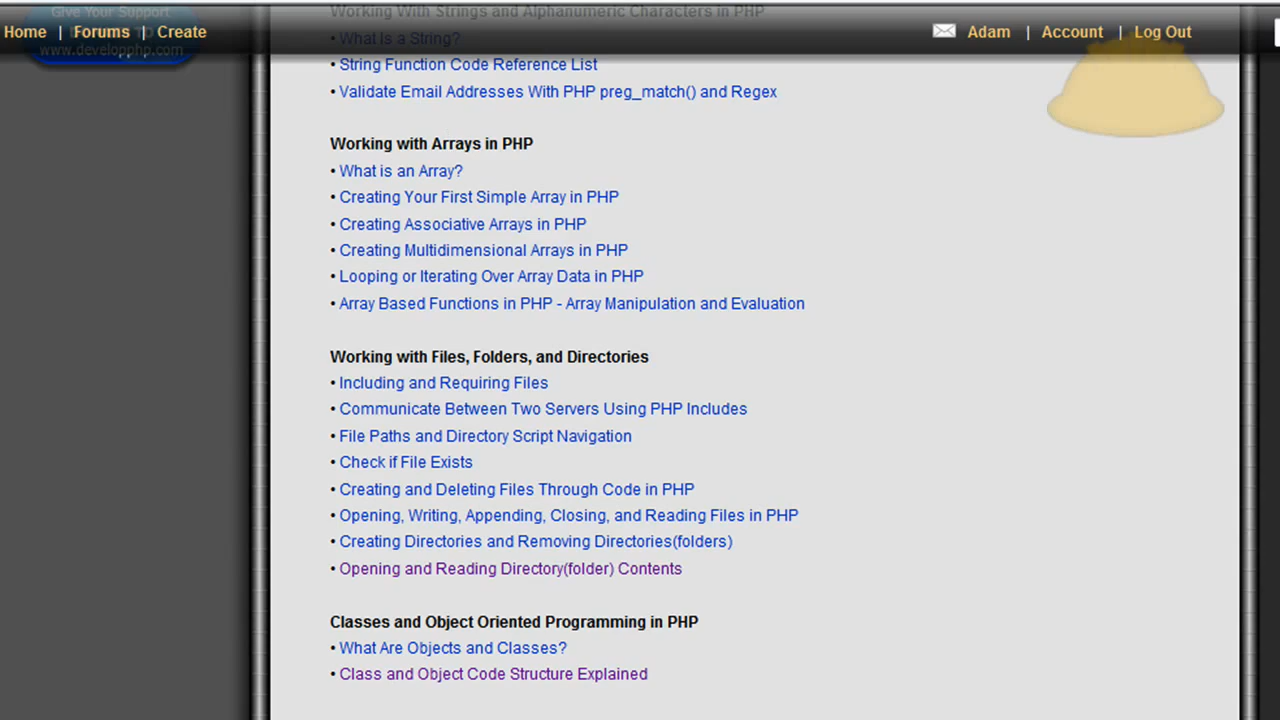 Give Your Support
Working With Strings and Alphanumeric Characters in PHP
Home | Forums | Create
Adam | Account | Log Out
• What Is a String?
www.developphp.com
• String Function Code Reference List
• Validate Email Addresses With PHP preg_match() and Regex
Working with Arrays in PHP
• What is an Array?
• Creating Your First Simple Array in PHP
• Creating Associative Arrays in PHP
• Creating Multidimensional Arrays in PHP
• Looping or Iterating Over Array Data in PHP
• Array Based Functions in PHP - Array Manipulation and Evaluation
Working with Files, Folders, and Directories
• Including and Requiring Files
• Communicate Between Two Servers Using PHP Includes
• File Paths and Directory Script Navigation
• Check if File Exists
• Creating and Deleting Files Through Code in PHP
• Opening, Writing, Appending, Closing, and Reading Files in PHP
• Creating Directories and Removing Directories(folders)
• Opening and Reading Directory(folder) Contents
Classes and Object Oriented Programming in PHP
• What Are Objects and Classes?
• Class and Object Code Structure Explained